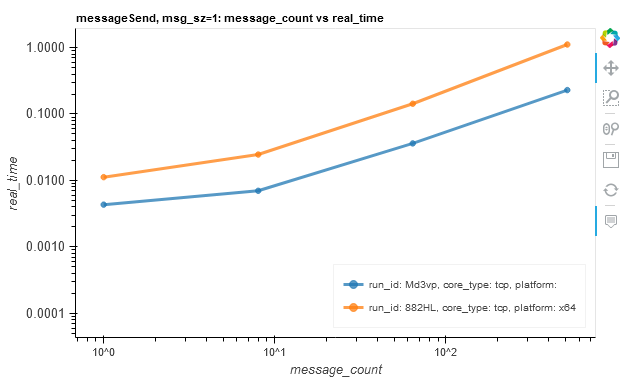 messageSend, msg_sz=1: message_count vs real_time
1.0000
0.1000
0.0100
0.0010
0.0001
real_time
run_id: Md3vp, core_type: tcp, platform:
run_id: 882HL, core_type: tcp, platform: x64
10^0
10^1
10^2
message_count